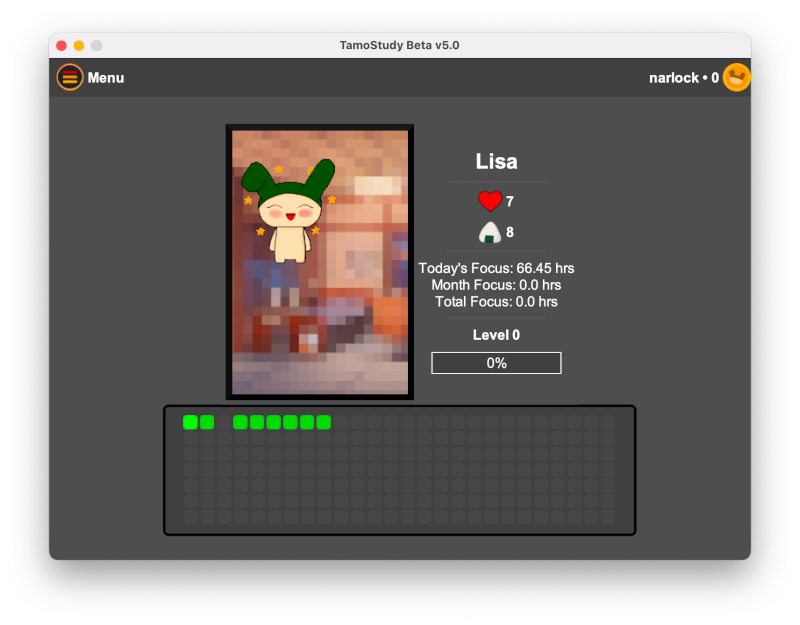 TamoStudy Beta v5.0
Menu
narlock • 0
Lisa
7
8
Today's Focus: 66.45 hrs
Month Focus: 0.0 hrs
Total Focus: 0.0 hrs
Level 0
0%